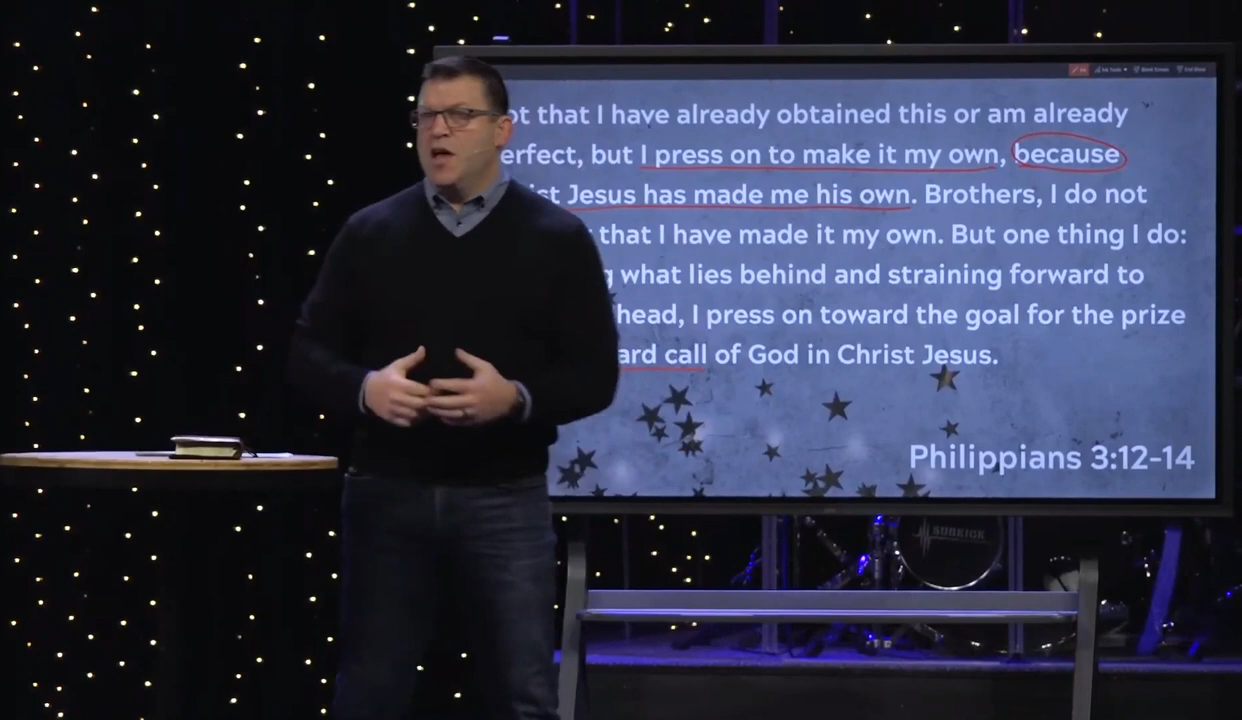 ot that I have already obtained this or am already
erfect, but I press on to make it my own, because
ist Jesus has made me his own. Brothers, I do not
that I have made it my own. But one thing I do:
g what lies behind and straining forward to
head, I press on toward the goal for the prize
ard call of God in Christ Jesus.
Philippians 3:12-14